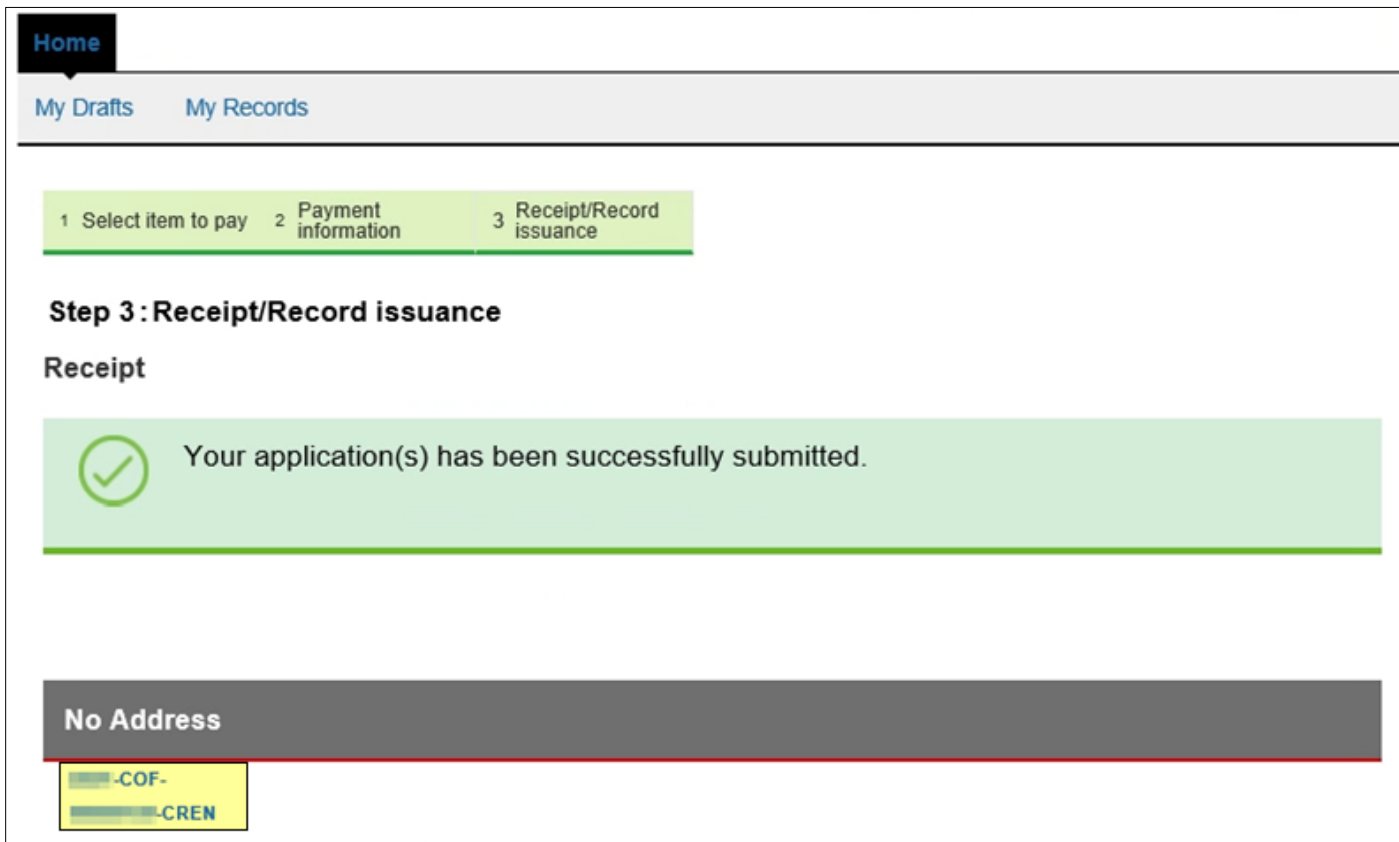 Home
My Drafts My Records
1 Select item to pay 2 Payment information 3 Receipt/Record issuance
Step 3:Receipt/Record issuance
Receipt
Your application(s) has been successfully submitted.
No Address
-COF-
-CREN